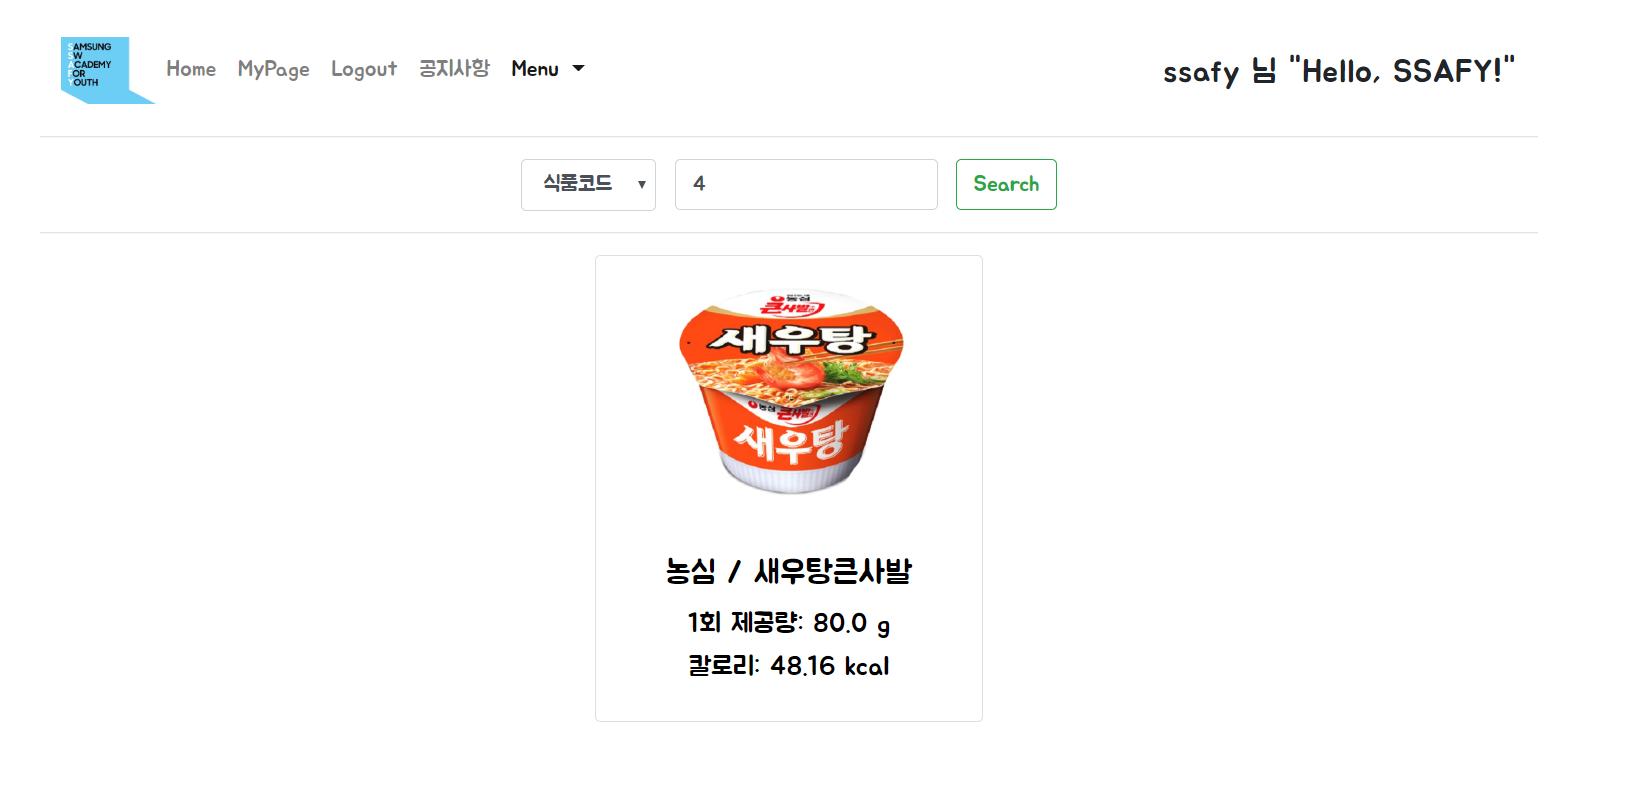 SAMSUNG
SW
ACADEMY
FOR
YOUTH
Home MyPage Logout 공지사항 Menu
ssafy 님 "Hello, SSAFY!"
식품코드 4 Search
농심
큰사발
새우탕
농심 큰사발
새우탕
농심 / 새우탕큰사발
1회 제공량: 80.0 g
칼로리: 48.16 kcal